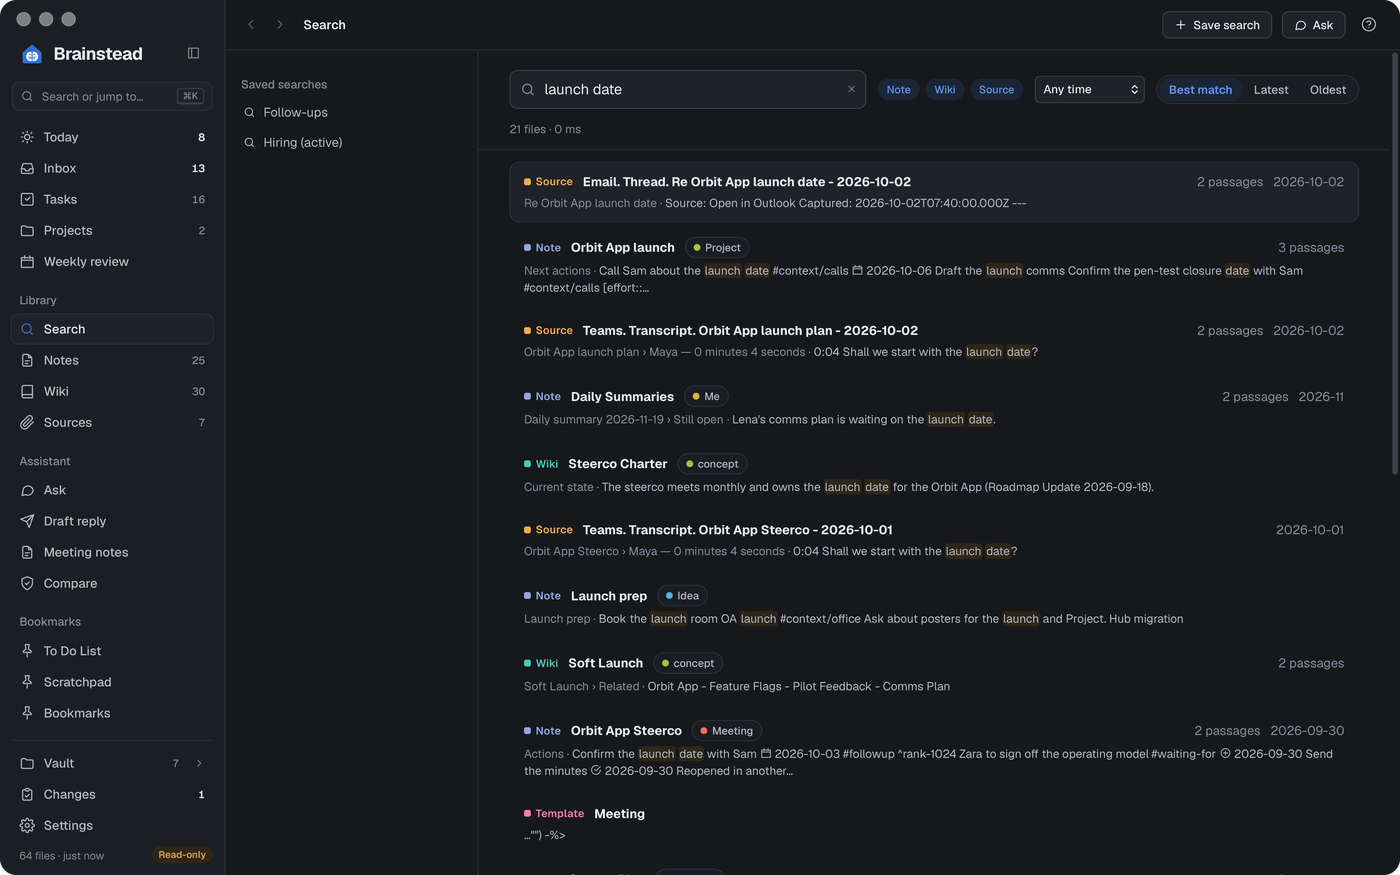 Brainstead
Search or jump to... ⌘K
Today 8
Inbox 13
Tasks 16
Projects 2
Weekly review
Library
Search
Notes 25
Wiki 30
Sources 7
Assistant
Ask
Draft reply
Meeting notes
Compare
Bookmarks
To Do List
Scratchpad
Bookmarks
Vault 7
Changes 1
Settings
64 files · just now Read-only
Search
Save search Ask
Saved searches
Follow-ups
Hiring (active)
launch date
Note Wiki Source Any time Best match Latest Oldest
21 files · 0 ms
Source Email. Thread. Re Orbit App launch date - 2026-10-02 2 passages 2026-10-02
Re Orbit App launch date · Source: Open in Outlook Captured: 2026-10-02T07:40:00.000Z ---
Note Orbit App launch Project 3 passages
Next actions · Call Sam about the launch date #context/calls 2026-10-06 Draft the launch comms Confirm the pen-test closure date with Sam
#context/calls [effort::...
Source Teams. Transcript. Orbit App launch plan - 2026-10-02 2 passages 2026-10-02
Orbit App launch plan › Maya — 0 minutes 4 seconds · 0:04 Shall we start with the launch date?
Note Daily Summaries Me 2 passages 2026-11
Daily summary 2026-11-19 › Still open · Lena's comms plan is waiting on the launch date.
Wiki Steerco Charter concept
Current state · The steerco meets monthly and owns the launch date for the Orbit App (Roadmap Update 2026-09-18).
Source Teams. Transcript. Orbit App Steerco - 2026-10-01 2026-10-01
Orbit App Steerco › Maya — 0 minutes 4 seconds · 0:04 Shall we start with the launch date?
Note Launch prep Idea
Launch prep · Book the launch room OA launch #context/office Ask about posters for the launch and Project. Hub migration
Wiki Soft Launch concept 2 passages
Soft Launch › Related · Orbit App - Feature Flags - Pilot Feedback - Comms Plan
Note Orbit App Steerco Meeting 2 passages 2026-09-30
Actions · Confirm the launch date with Sam 2026-10-03 #followup ^rank-1024 Zara to sign off the operating model #waiting-for 2026-09-30 Send
the minutes 2026-09-30 Reopened in another...
Template Meeting
..."") -%>